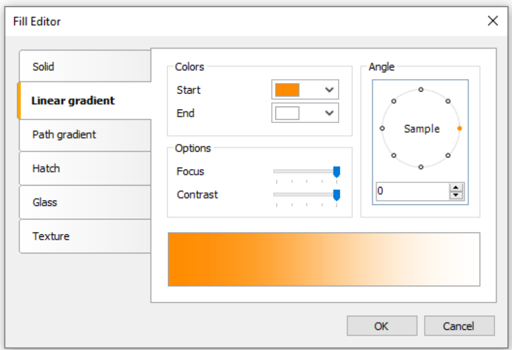 Fill Editor
Solid
Linear gradient
Path gradient
Hatch
Glass
Texture
Colors
Start
End
Options
Focus
Contrast
Angle
Sample
0
OK
Cancel